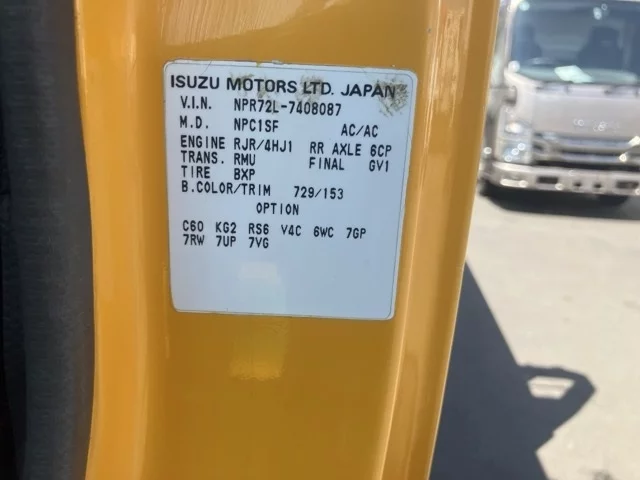 ISUZU MOTORS LTD. JAPAN
V.I.N. NPR72L-7408087
M.D. NPC1SF AC/AC
ENGINE RJR/4HJ1 RR AXLE 6CP
TRANS. RMU FINAL GV1
TIRE BXP
B.COLOR/TRIM 729/153
OPTION
C60 KG2 RS6 V4C 6WC 7GP
7RW 7UP 7VG